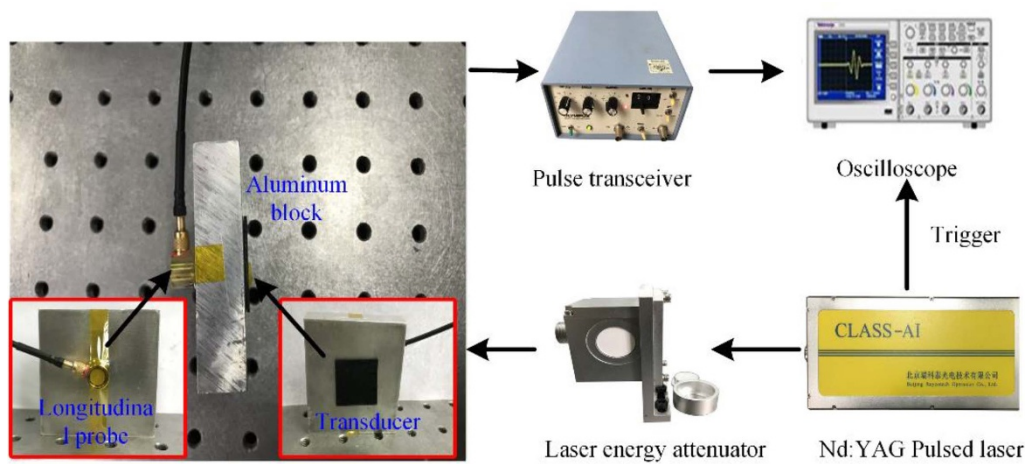 Pulse transceiver
Oscilloscope
Aluminum
block
Trigger
CLASS-AI
Longitudina
l probe
Transducer
Laser energy attenuator
Nd:YAG Pulsed laser